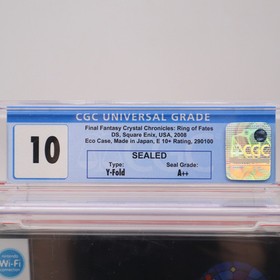 CGC UNIVERSAL GRADE
10
Final Fantasy Crystal Chronicles: Ring of Fates
DS, Square Enix, USA, 2008
Eco Case, Made in Japan, E 10+ Rating, 290100
SEALED
Type: Seal Grade:
Y-Fold A++
CGC
Wi-Fi